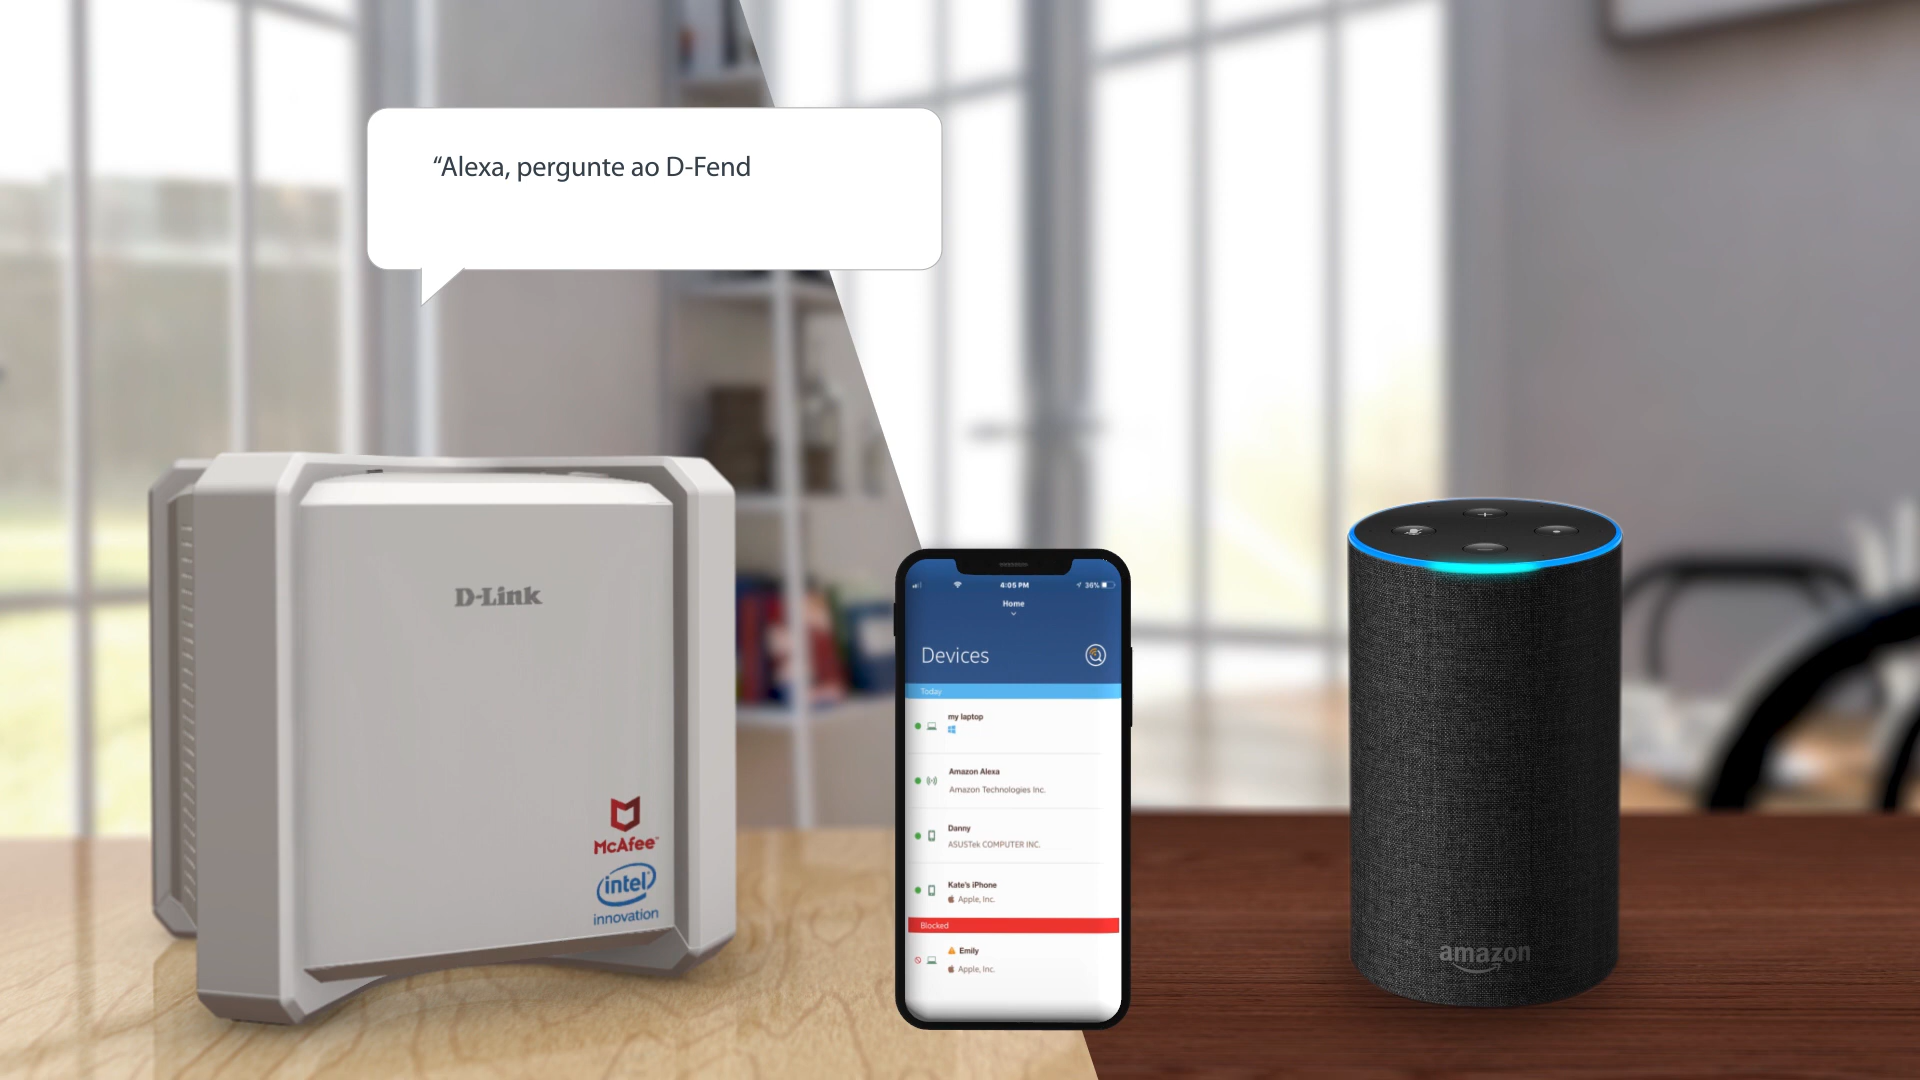 “Alexa, pergunte ao D-Fend
D-Link
McAfee
intel
innovation
4:05 PM
36%
Home
Devices
Today
my laptop
Amazon Alexa
Amazon Technologies Inc.
Danny
ASUSTek COMPUTER INC.
Kate's iPhone
Apple, Inc.
Blocked
Emily
Apple, Inc.
amazon